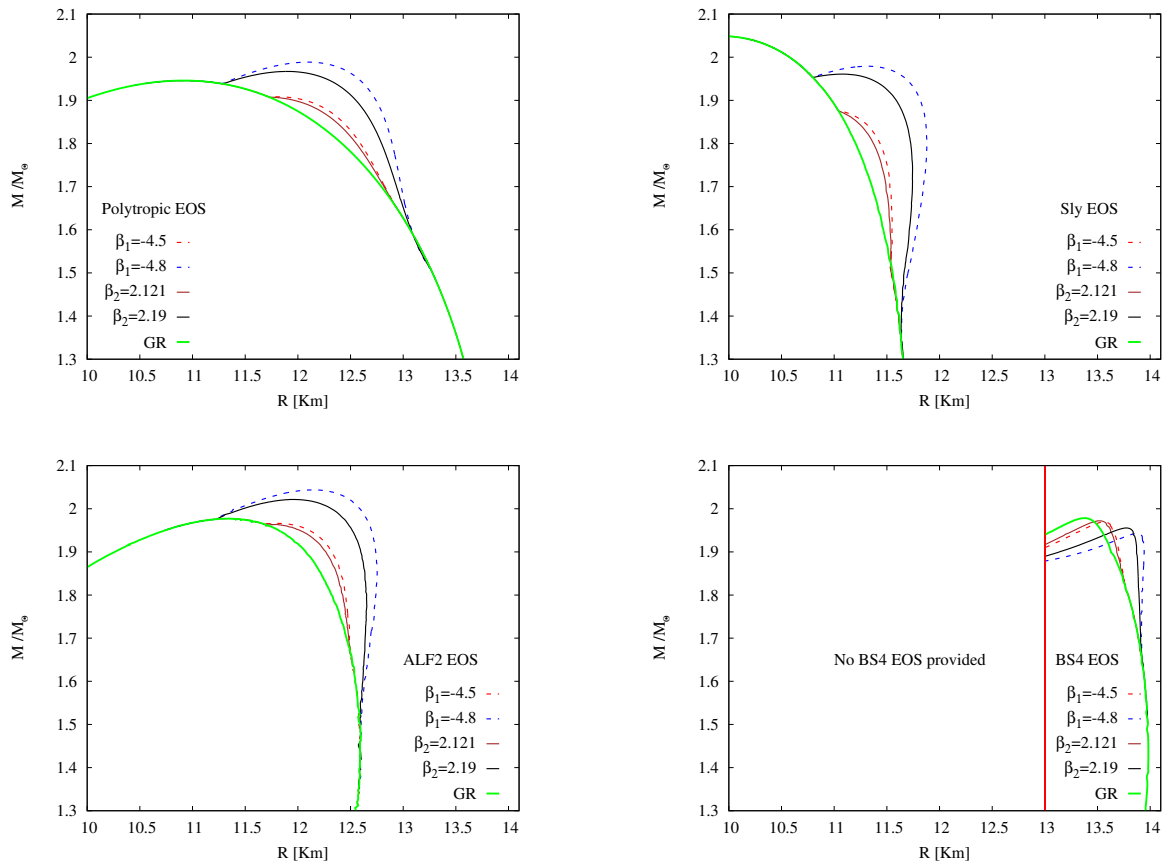 2.1
2
1.9
1.8
1.7
1.6
1.5
1.4
1.3
M /M⊙
Polytropic EOS
β1=-4.5
β1=-4.8
β2=2.121
β2=2.19
GR
10 10.5 11 11.5 12 12.5 13 13.5 14
R [Km]
2.1
2
1.9
1.8
1.7
1.6
1.5
1.4
1.3
M /M⊙
Sly EOS
β1=-4.5
β1=-4.8
β2=2.121
β2=2.19
GR
10 10.5 11 11.5 12 12.5 13 13.5 14
R [Km]
2.1
2
1.9
1.8
1.7
1.6
1.5
1.4
1.3
M /M⊙
ALF2 EOS
β1=-4.5
β1=-4.8
β2=2.121
β2=2.19
GR
10 10.5 11 11.5 12 12.5 13 13.5 14
R [Km]
2.1
2
1.9
1.8
1.7
1.6
1.5
1.4
1.3
M /M⊙
No BS4 EOS provided
BS4 EOS
β1=-4.5
β1=-4.8
β2=2.121
β2=2.19
GR
10 10.5 11 11.5 12 12.5 13 13.5 14
R [Km]